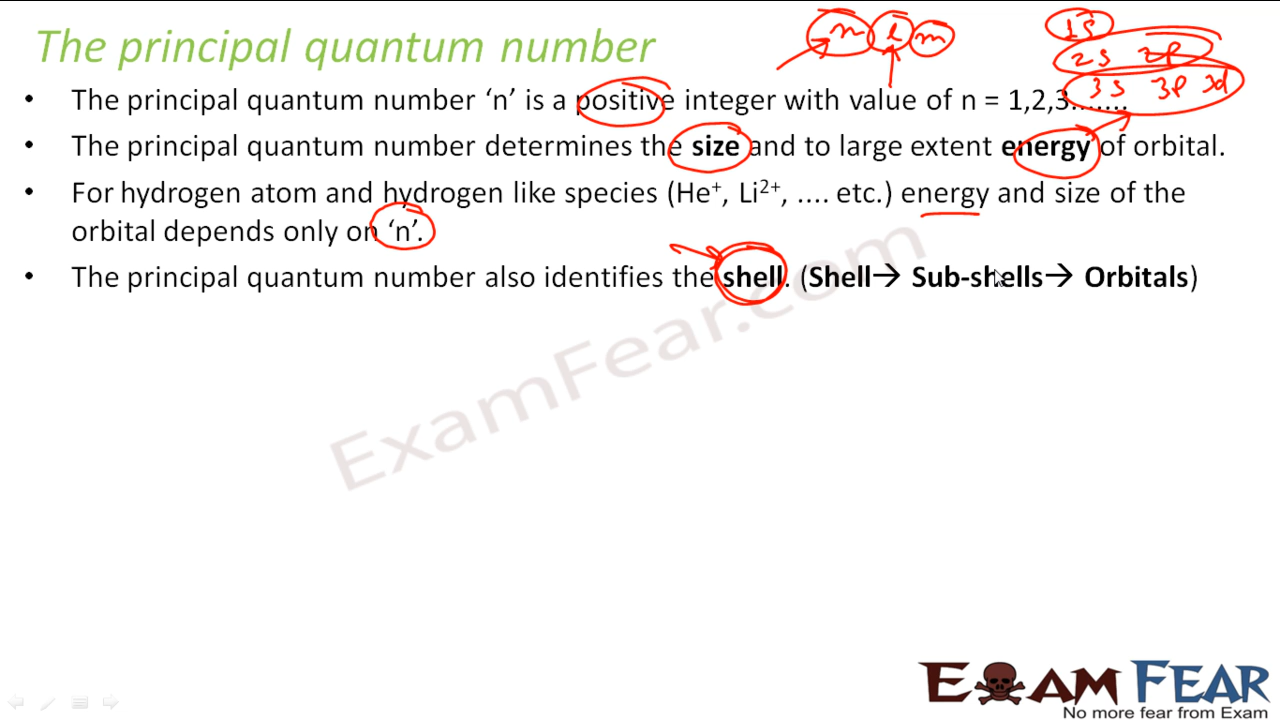 The principal quantum number
n l m
1s
2s 2p
3s 3p 3d
• The principal quantum number ‘n’ is a positive integer with value of n = 1,2,3.......
• The principal quantum number determines the size and to large extent energy of orbital.
• For hydrogen atom and hydrogen like species (He⁺, Li²⁺, .... etc.) energy and size of the
orbital depends only on ‘n’.
• The principal quantum number also identifies the shell. (Shell→ Sub-shells→ Orbitals)
ExamFear.com
EXAM FEAR
No more fear from Exam